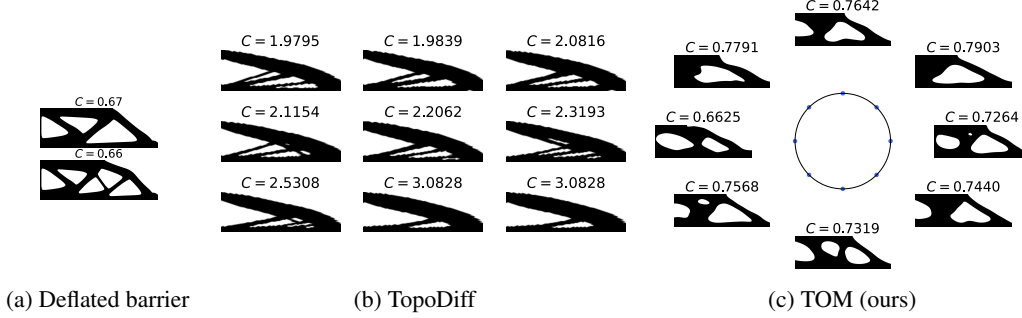 C = 0.67
C = 0.66
(a) Deflated barrier
C = 1.9795 C = 1.9839 C = 2.0816
C = 2.1154 C = 2.2062 C = 2.3193
C = 2.5308 C = 3.0828 C = 3.0828
(b) TopoDiff
C = 0.7642
C = 0.7791 C = 0.7903
C = 0.6625 C = 0.7264
C = 0.7568 C = 0.7440
C = 0.7319
(c) TOM (ours)